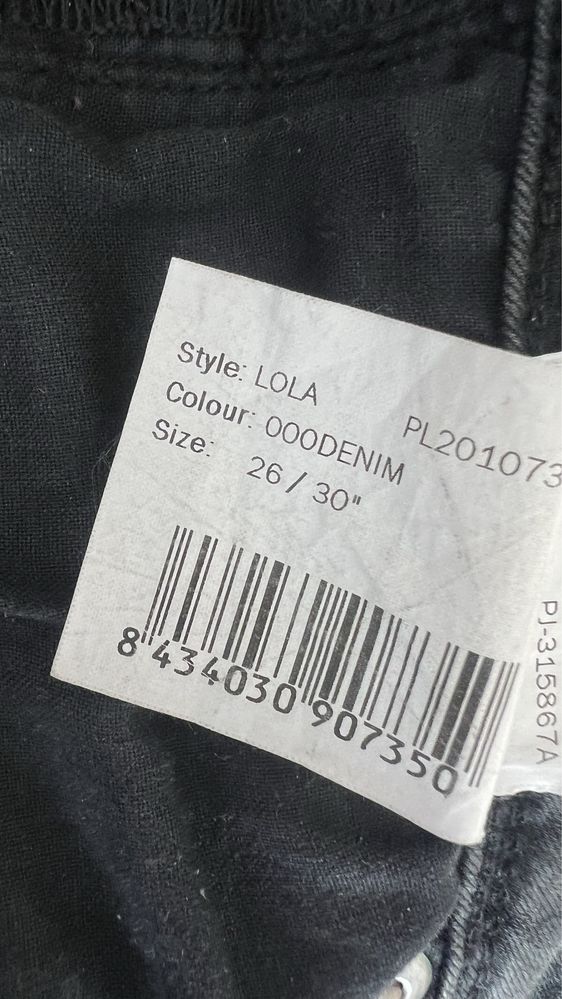 Style: LOLA PL201073
Colour: 000DENIM
Size: 26 / 30"
8 434030 907350
PJ-315867A